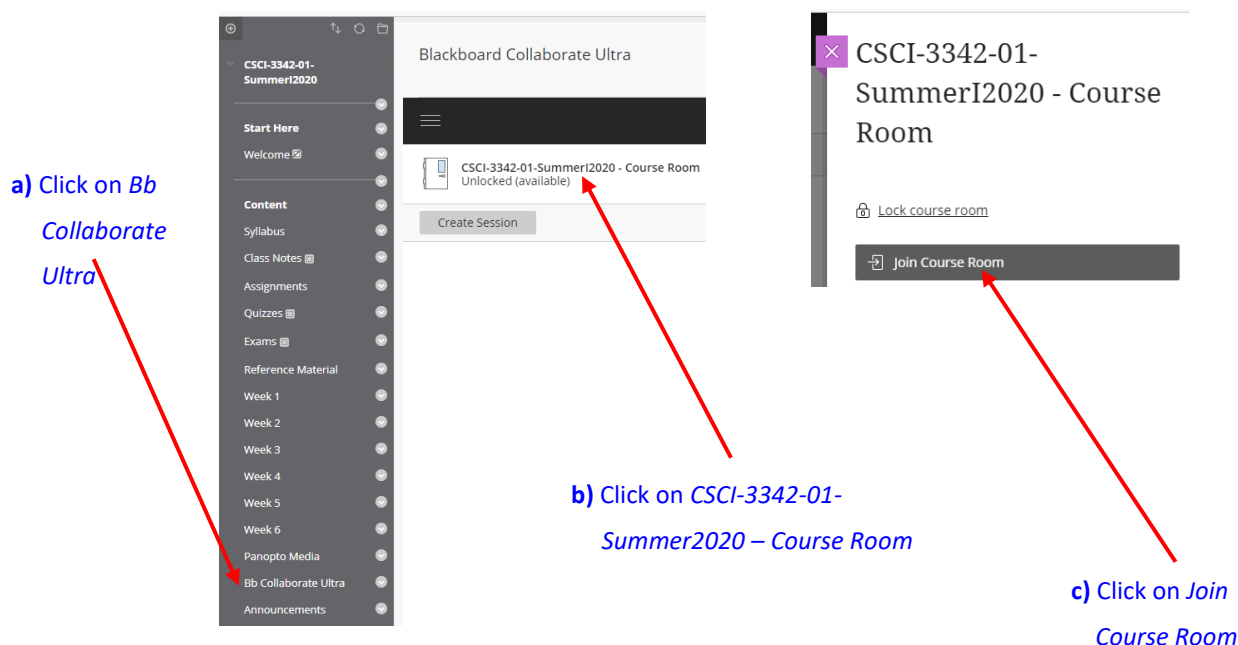 CSCI-3342-01-
SummerI2020
Start Here
Welcome
Content
Syllabus
Class Notes
Assignments
Quizzes
Exams
Reference Material
Week 1
Week 2
Week 3
Week 4
Week 5
Week 6
Panopto Media
Bb Collaborate Ultra
Announcements
Blackboard Collaborate Ultra
CSCI-3342-01-SummerI2020 - Course Room
Unlocked (available)
Create Session
CSCI-3342-01-
SummerI2020 - Course
Room
Lock course room
Join Course Room
a) Click on Bb
Collaborate
Ultra
b) Click on CSCI-3342-01-
Summer2020 – Course Room
c) Click on Join
Course Room